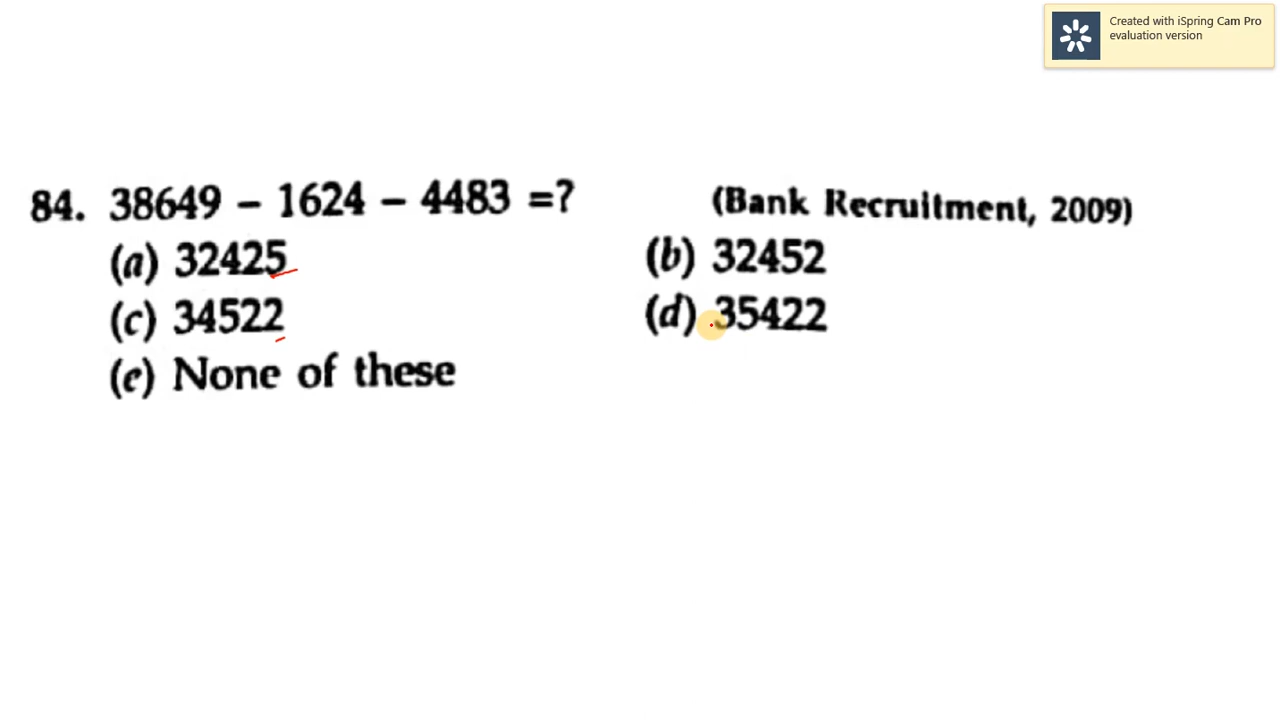 Created with iSpring Cam Pro
evaluation version
84. 38649 – 1624 – 4483 =? (Bank Recruitment, 2009)
(a) 32425 (b) 32452
(c) 34522 (d) 35422
(e) None of these